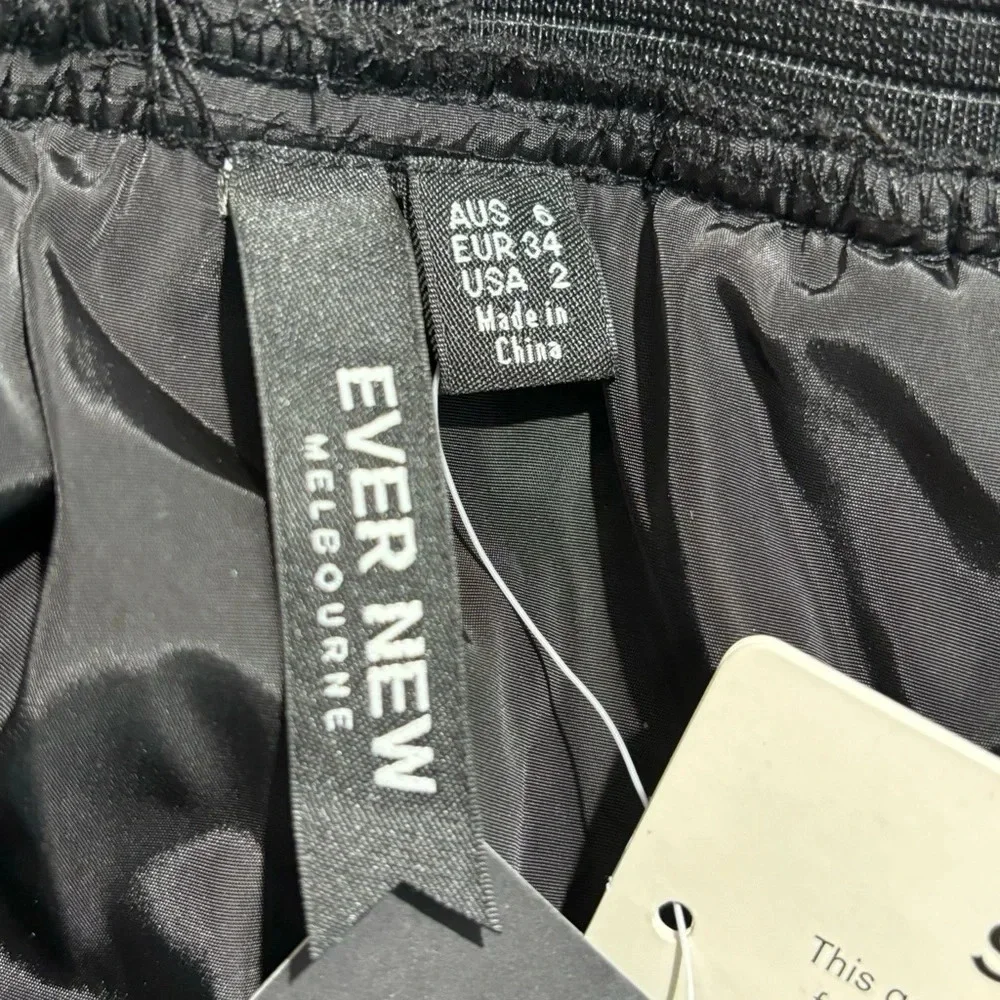 AUS 6
EUR 34
USA 2
Made in
China
EVER NEW
MELBOURNE
This